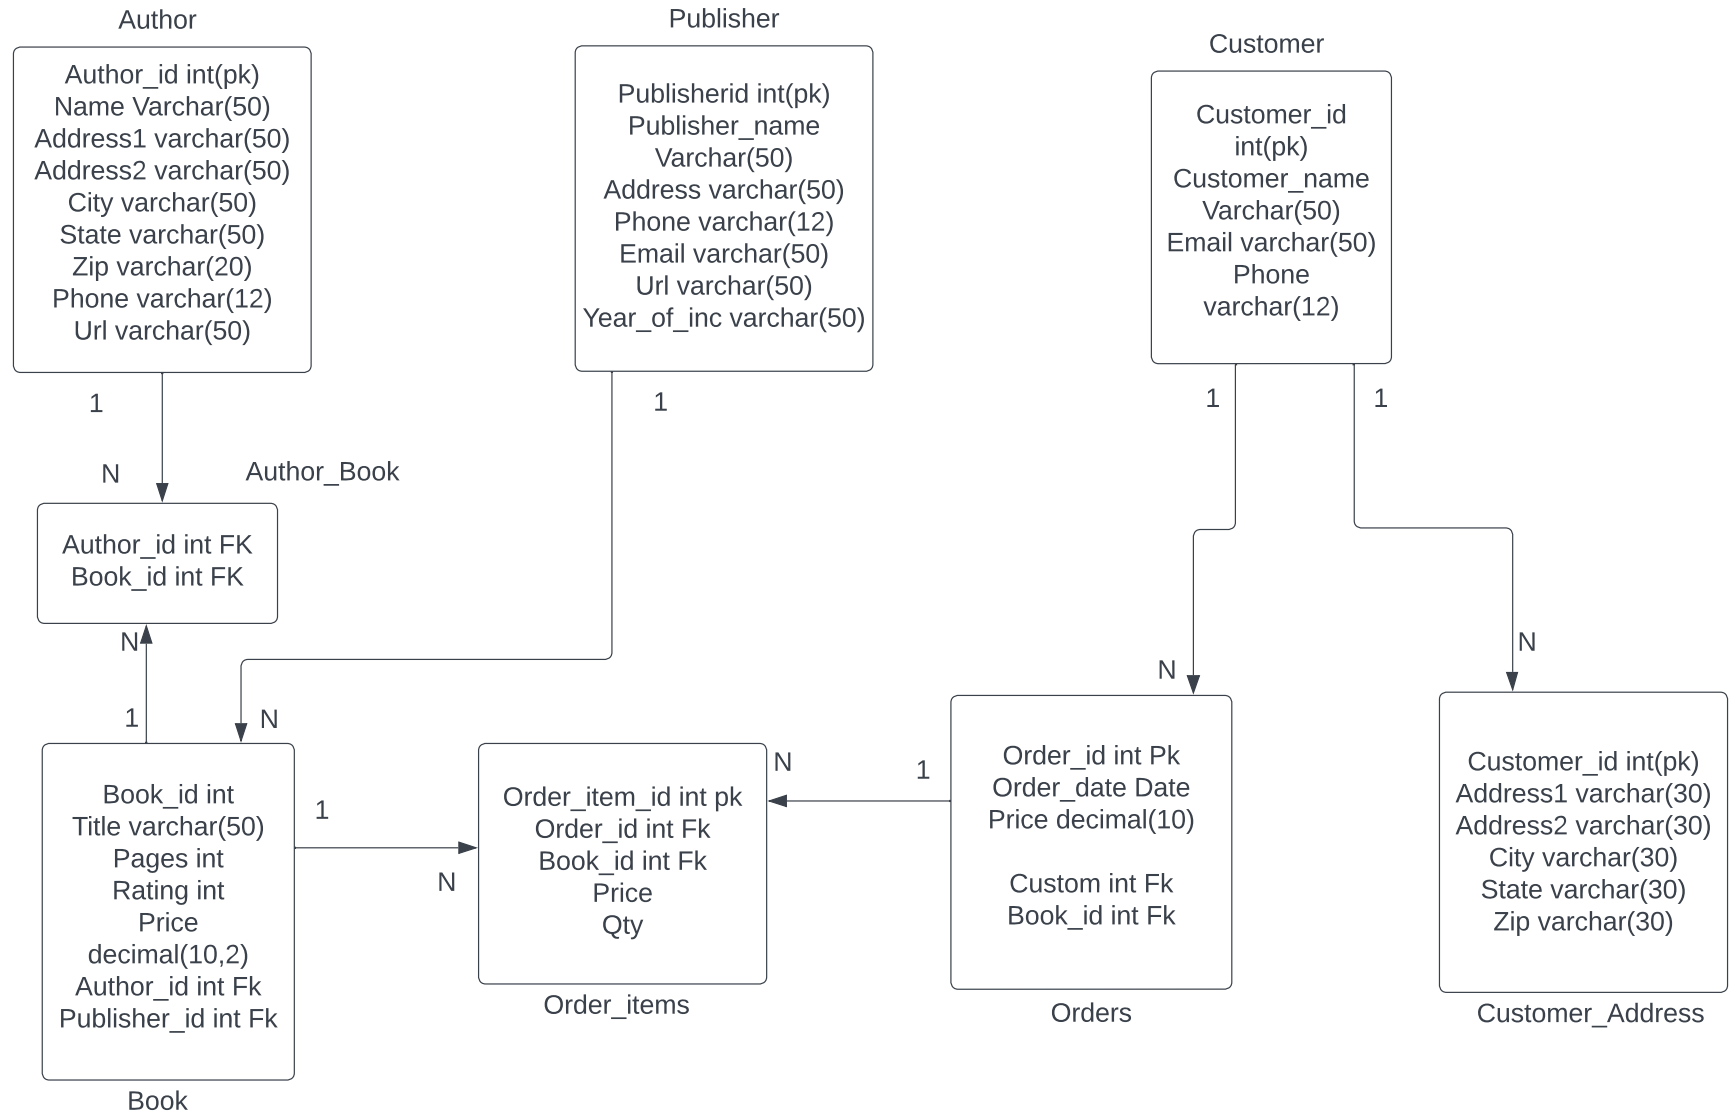 Author
Author_id int(pk)
Name Varchar(50)
Address1 varchar(50)
Address2 varchar(50)
City varchar(50)
State varchar(50)
Zip varchar(20)
Phone varchar(12)
Url varchar(50)
Publisher
Publisherid int(pk)
Publisher_name
Varchar(50)
Address varchar(50)
Phone varchar(12)
Email varchar(50)
Url varchar(50)
Year_of_inc varchar(50)
Customer
Customer_id
int(pk)
Customer_name
Varchar(50)
Email varchar(50)
Phone
varchar(12)
1
1
1
1
N
Author_Book
Author_id int FK
Book_id int FK
N
1
N
N
N
Book_id int
Title varchar(50)
Pages int
Rating int
Price
decimal(10,2)
Author_id int Fk
Publisher_id int Fk
Book
1
N
Order_item_id int pk
Order_id int Fk
Book_id int Fk
Price
Qty
Order_items
N
1
Order_id int Pk
Order_date Date
Price decimal(10)
Custom int Fk
Book_id int Fk
Orders
Customer_id int(pk)
Address1 varchar(30)
Address2 varchar(30)
City varchar(30)
State varchar(30)
Zip varchar(30)
Customer_Address